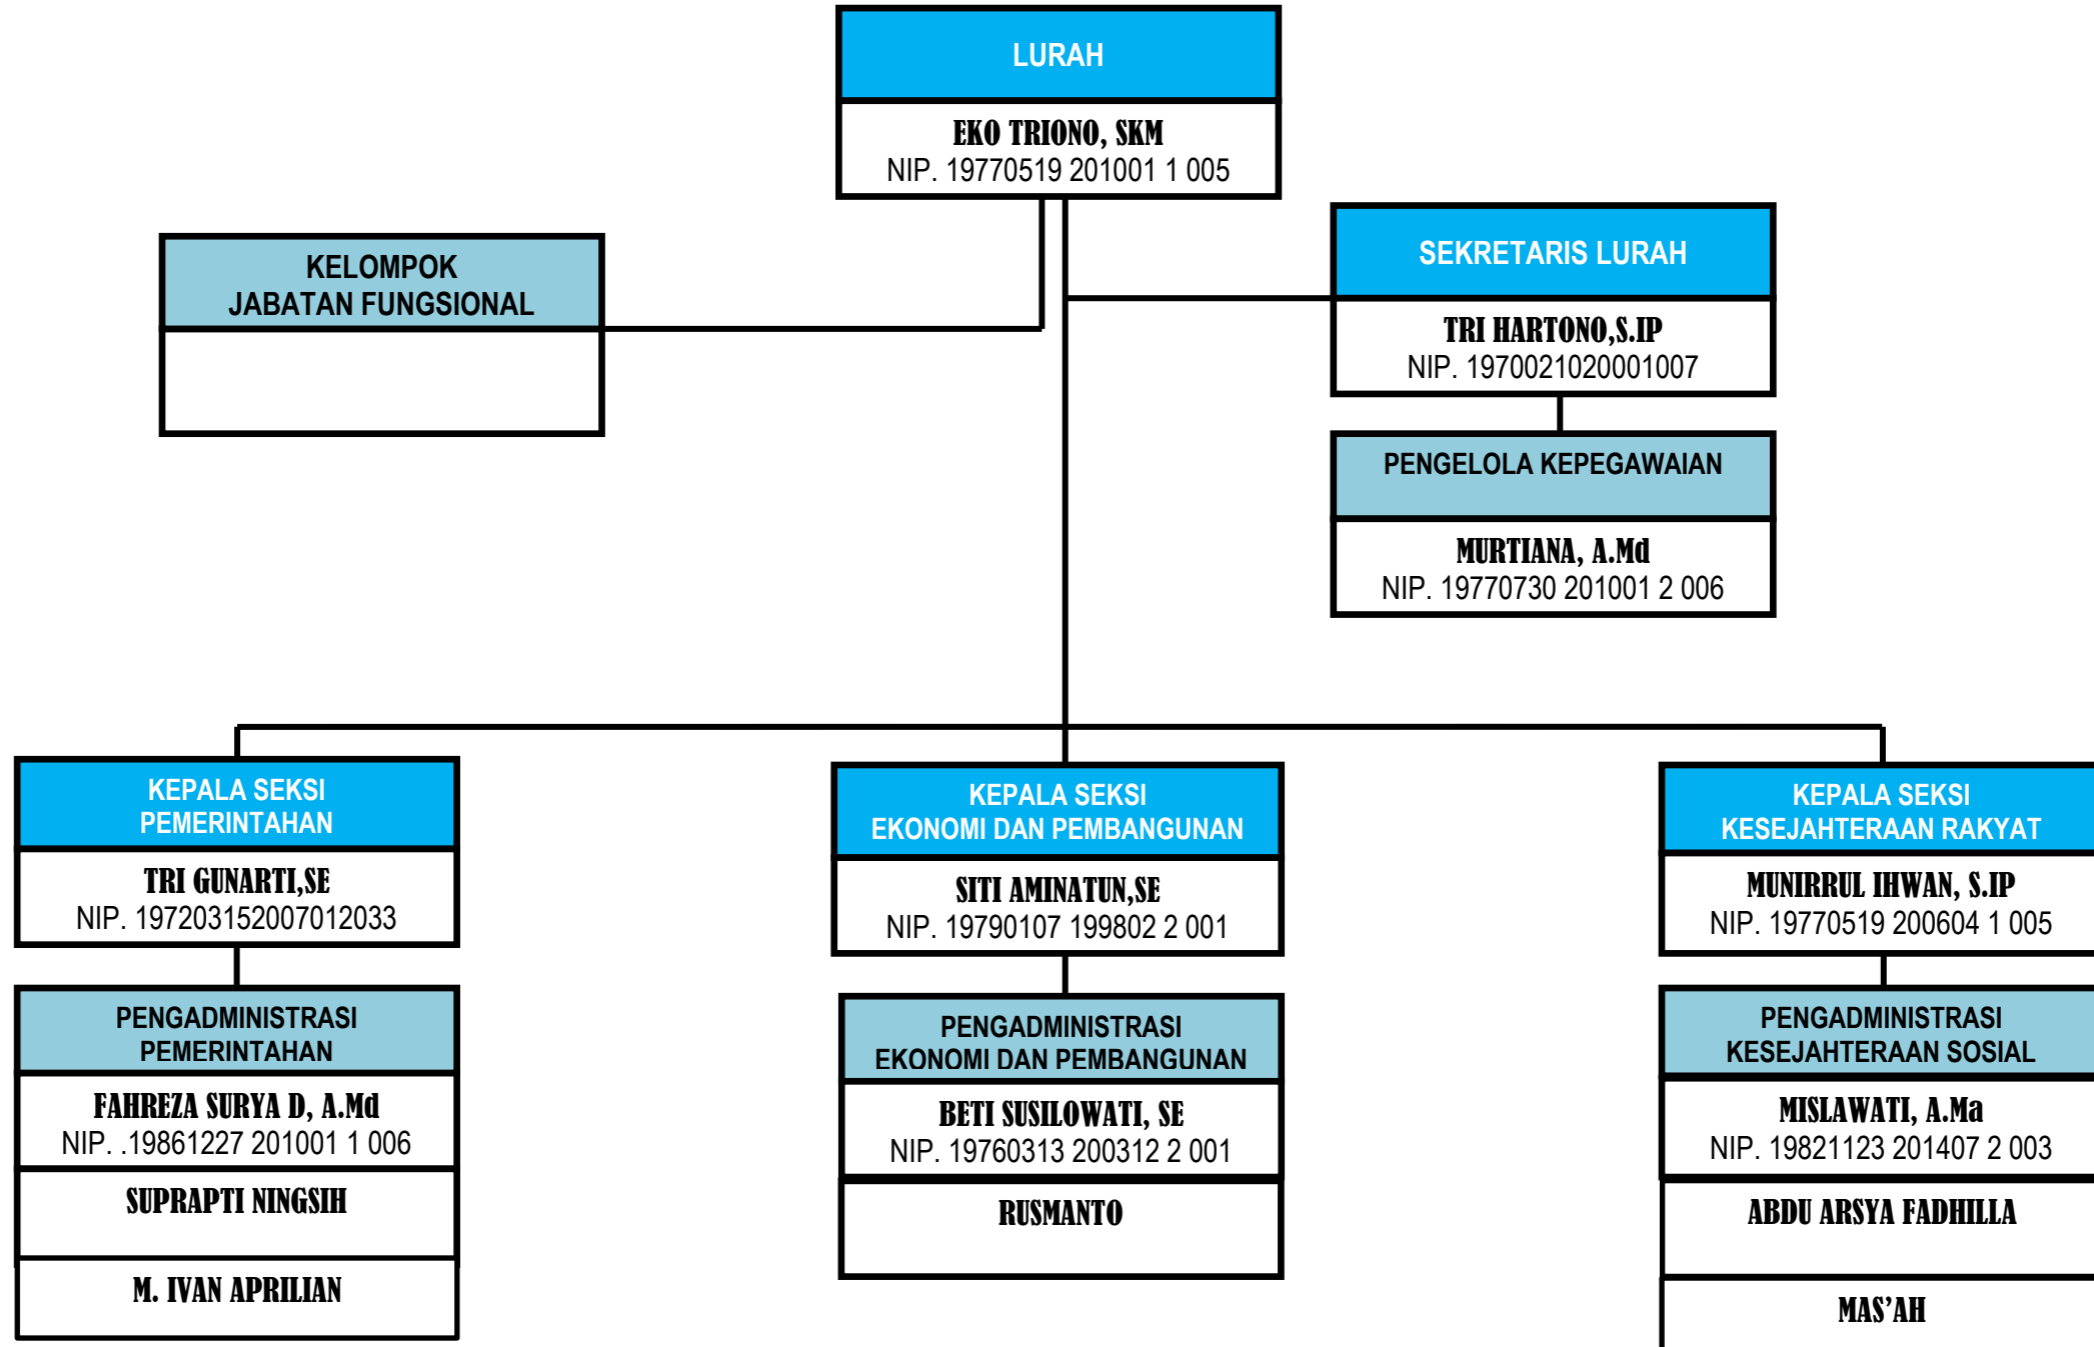 LURAH
EKO TRIONO, SKM
NIP. 19770519 201001 1 005
KELOMPOK
JABATAN FUNGSIONAL
SEKRETARIS LURAH
TRI HARTONO,S.IP
NIP. 1970021020001007
PENGELOLA KEPEGAWAIAN
MURTIANA, A.Md
NIP. 19770730 201001 2 006
KEPALA SEKSI
PEMERINTAHAN
TRI GUNARTI,SE
NIP. 197203152007012033
PENGADMINISTRASI
PEMERINTAHAN
FAHREZA SURYA D, A.Md
NIP. .19861227 201001 1 006
SUPRAPTI NINGSIH
M. IVAN APRILIAN
KEPALA SEKSI
EKONOMI DAN PEMBANGUNAN
SITI AMINATUN,SE
NIP. 19790107 199802 2 001
PENGADMINISTRASI
EKONOMI DAN PEMBANGUNAN
BETI SUSILOWATI, SE
NIP. 19760313 200312 2 001
RUSMANTO
KEPALA SEKSI
KESEJAHTERAAN RAKYAT
MUNIRRUL IHWAN, S.IP
NIP. 19770519 200604 1 005
PENGADMINISTRASI
KESEJAHTERAAN SOSIAL
MISLAWATI, A.Ma
NIP. 19821123 201407 2 003
ABDU ARSYA FADHILLA
MAS’AH